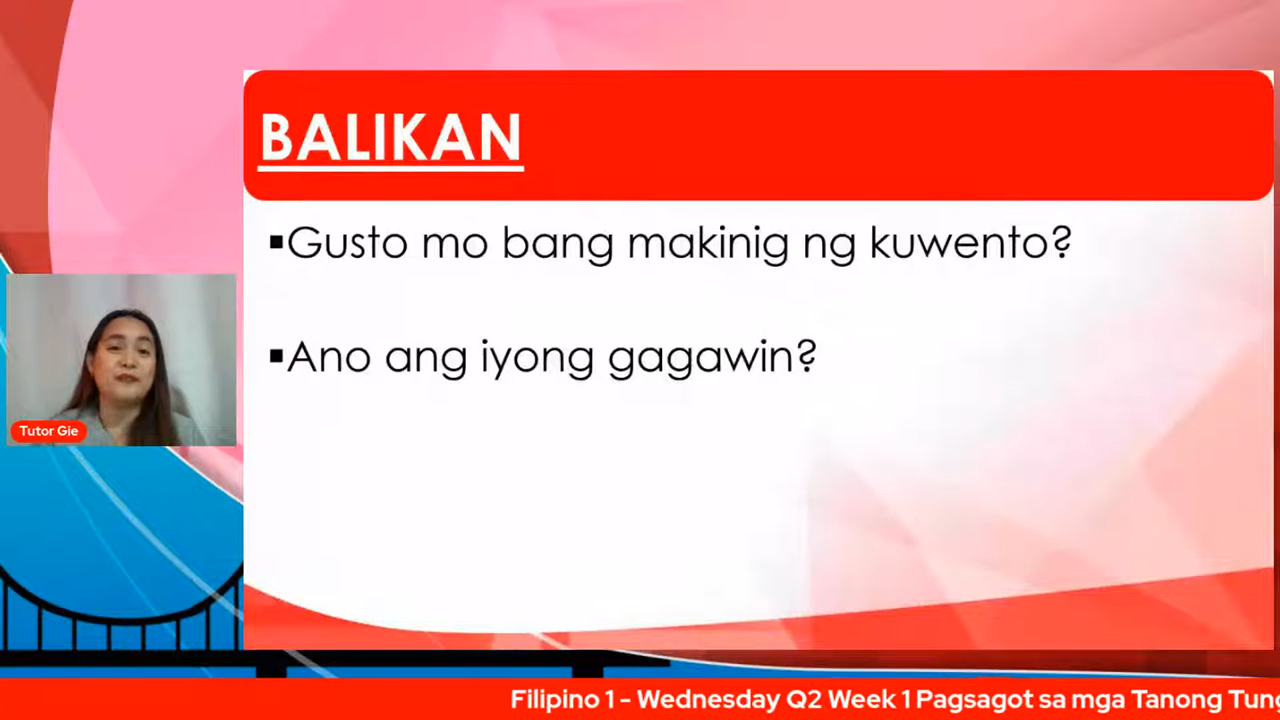 BALIKAN
▪Gusto mo bang makinig ng kuwento?
▪Ano ang iyong gagawin?
Tutor Gie
Filipino 1 - Wednesday Q2 Week 1 Pagsagot sa mga Tanong